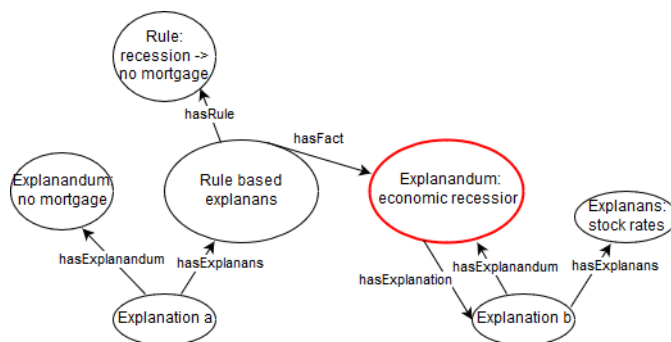 Rule:
recession ->
no mortgage
hasRule
hasFact
Explanandum:
no mortgage
Rule based
explanans
Explanandum:
economic recessior
Explanans:
stock rates
hasExplanandum
hasExplanans
hasExplanation
hasExplanandum
hasExplanans
Explanation a
Explanation b